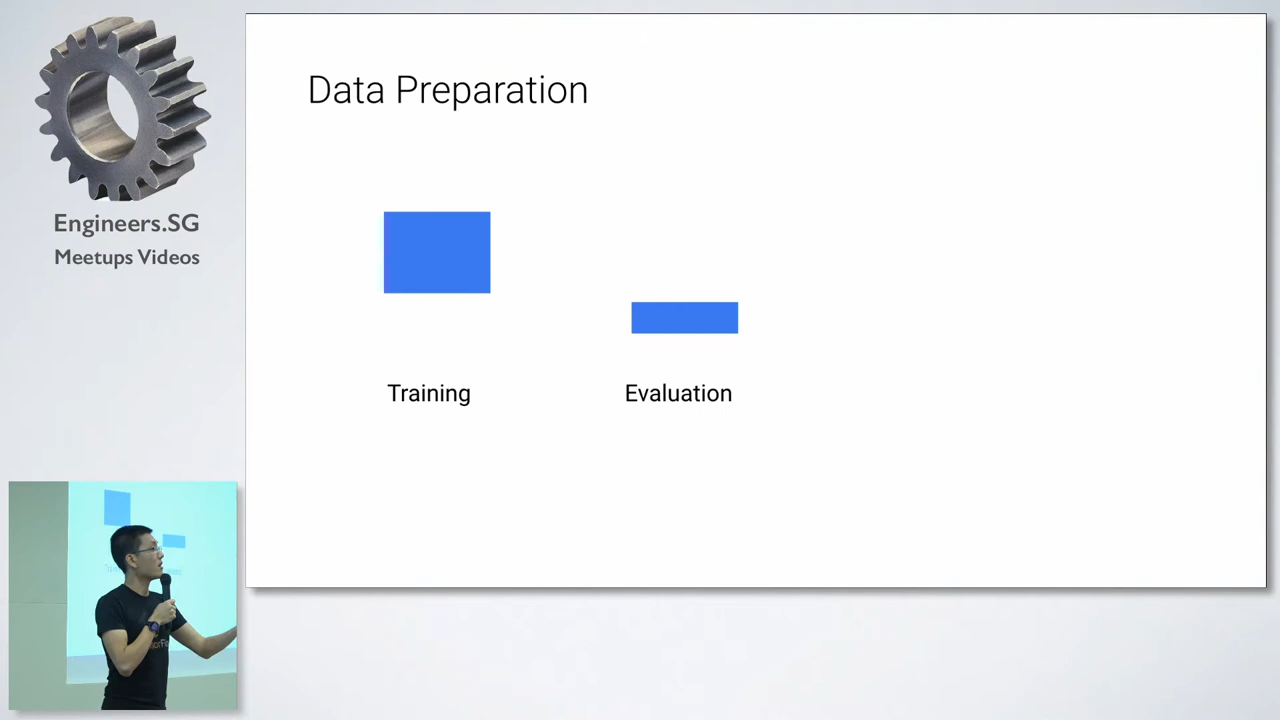 Data Preparation
Engineers.SG
Meetups Videos
Training
Evaluation